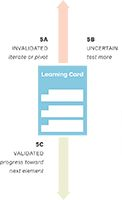 5A
INVALIDATED
iterate or pivot
5B
UNCERTAIN
test more
Learning Card
5C
VALIDATED
progress toward
next element